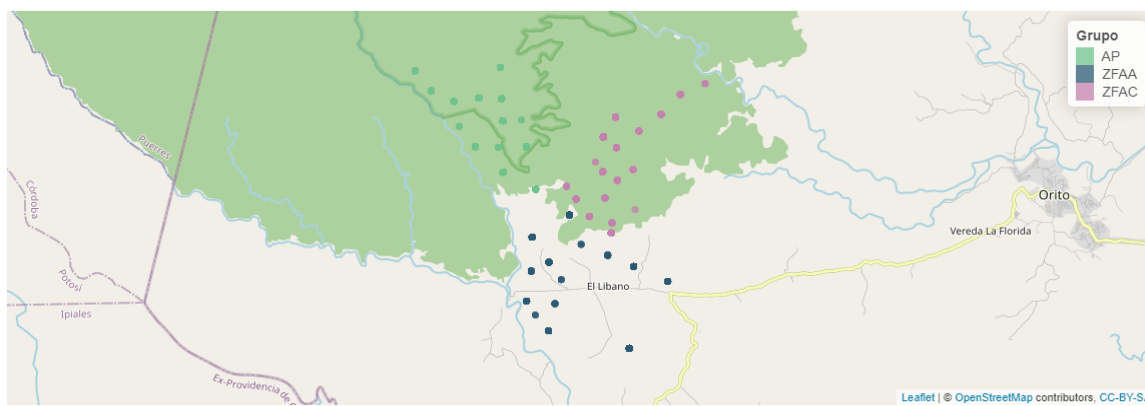 Grupo
AP
ZFAA
ZFAC
Puerres
Córdoba
Potosí
Ipiales
Orito
Vereda La Florida
El Libano
Ex-Providencia de
Leaflet | © OpenStreetMap contributors, CC-BY-S